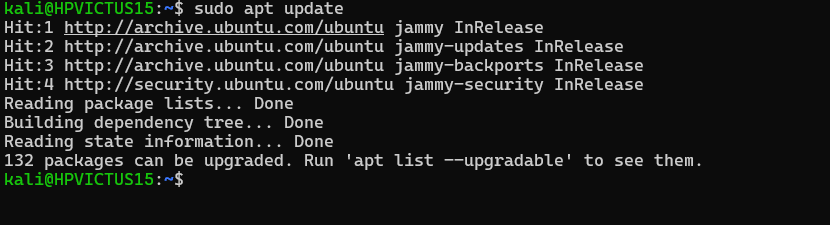 kali@HPVICTUS15:~$ sudo apt update
Hit:1 http://archive.ubuntu.com/ubuntu jammy InRelease
Hit:2 http://archive.ubuntu.com/ubuntu jammy-updates InRelease
Hit:3 http://archive.ubuntu.com/ubuntu jammy-backports InRelease
Hit:4 http://security.ubuntu.com/ubuntu jammy-security InRelease
Reading package lists... Done
Building dependency tree... Done
Reading state information... Done
132 packages can be upgraded. Run 'apt list --upgradable' to see them.
kali@HPVICTUS15:~$